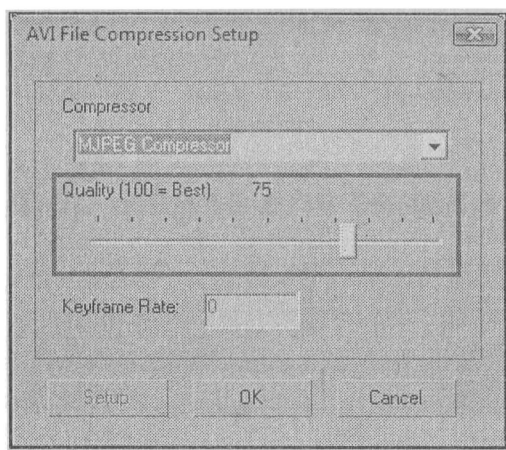 AVI File Compression Setup
Compressor
MJPEG Compressor
Quality (100 = Best) 75
Keyframe Rate: 0
Setup OK Cancel